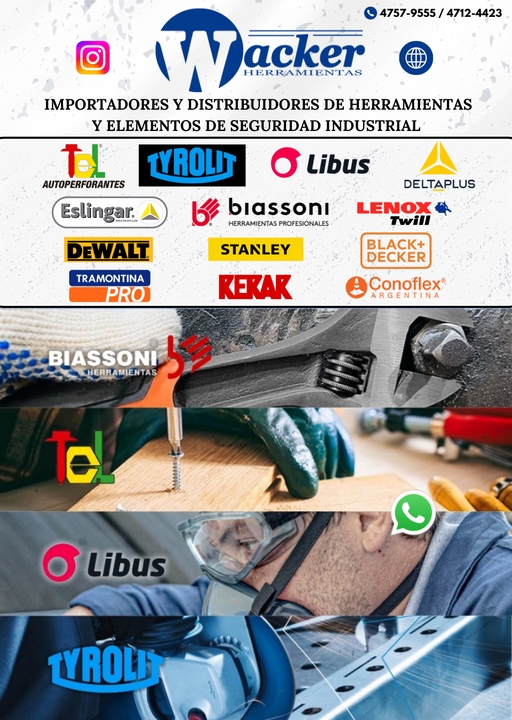 4757-9555 / 4712-4423
Wacker
HERRAMIENTAS
IMPORTADORES Y DISTRIBUIDORES DE HERRAMIENTAS
Y ELEMENTOS DE SEGURIDAD INDUSTRIAL
TEL
AUTOPERFORANTES
TYROLIT
Libus
DELTAPLUS
Eslingar
biassoni
HERRAMIENTAS PROFESIONALES
LENOX
Twill
DEWALT
STANLEY
BLACK+
DECKER
TRAMONTINA
PRO
KERAK
Conoflex
ARGENTINA
BIASSONI
HERRAMIENTAS
TEL
Libus
TYROLIT